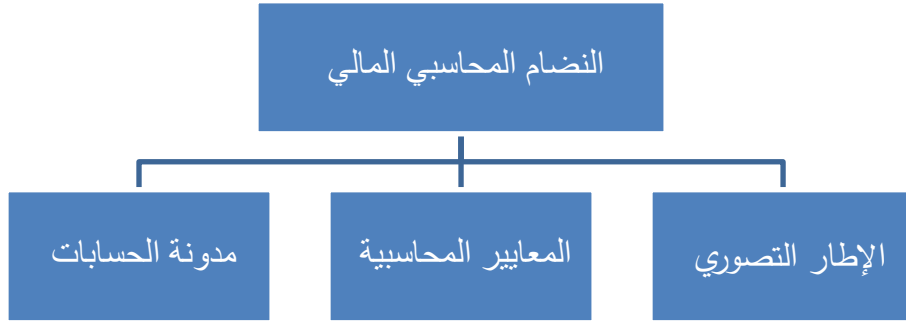 النضام المحاسبي المالي
الإطار التصوري
المعايير المحاسبية
مدونة الحسابات